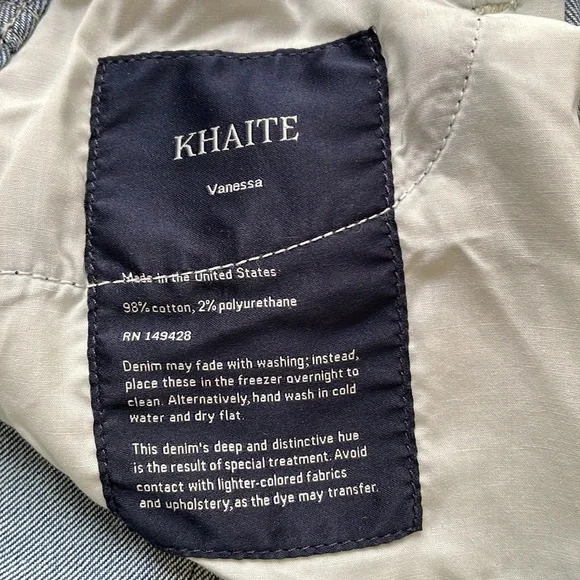 KHAITE
Vanessa
Made in the United States
98% cotton, 2% polyurethane
RN 149428
Denim may fade with washing; instead,
place these in the freezer overnight to
clean. Alternatively, hand wash in cold
water and dry flat.
This denim's deep and distinctive hue
is the result of special treatment. Avoid
contact with lighter-colored fabrics
and upholstery, as the dye may transfer.